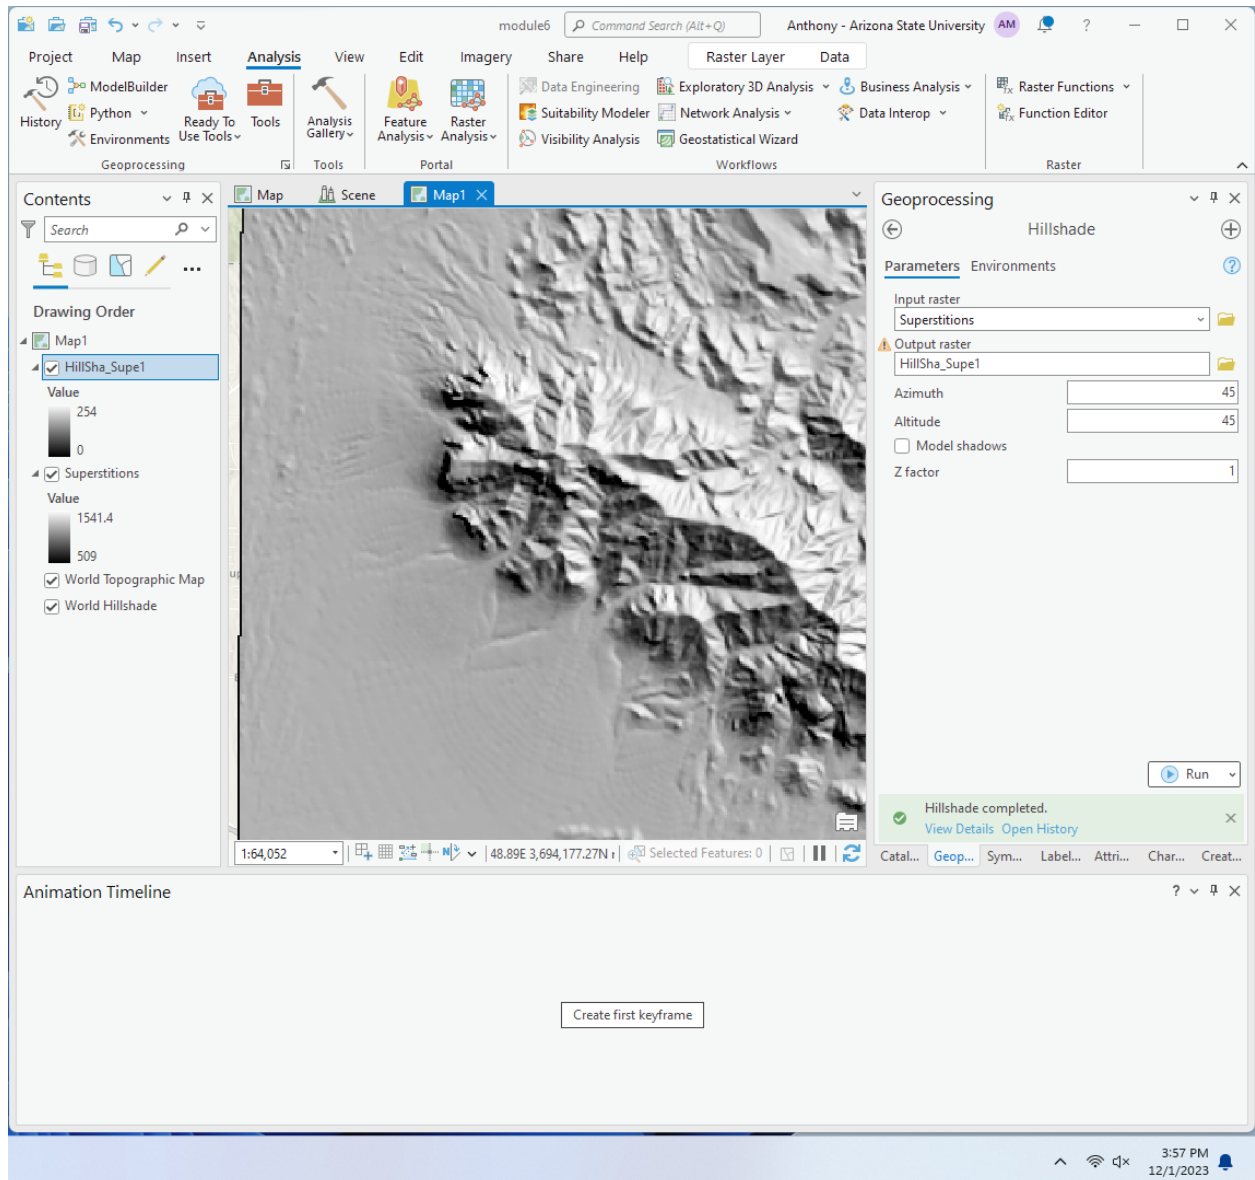 module6
Command Search (Alt+Q)
Anthony - Arizona State University
AM
?
Project Map Insert Analysis View Edit Imagery Share Help Raster Layer Data
History
ModelBuilder
Python
Environments
Ready To Use Tools
Tools
Analysis Gallery
Feature Analysis
Raster Analysis
Data Engineering
Suitability Modeler
Visibility Analysis
Exploratory 3D Analysis
Network Analysis
Geostatistical Wizard
Business Analysis
Data Interop
Raster Functions
Function Editor
Geoprocessing Tools Portal Workflows Raster
Contents
Search
Drawing Order
Map1
HillSha_Supe1
Value
254
0
Superstitions
Value
1541.4
509
World Topographic Map
World Hillshade
Map Scene Map1
1:64,052
48.89E 3,694,177.27N
Selected Features: 0
Geoprocessing
Hillshade
Parameters Environments
Input raster
Superstitions
Output raster
HillSha_Supe1
Azimuth 45
Altitude 45
Model shadows
Z factor 1
Run
Hillshade completed.
View Details Open History
Catal... Geop... Sym... Label... Attri... Char... Creat...
Animation Timeline
?
Create first keyframe
3:57 PM
12/1/2023